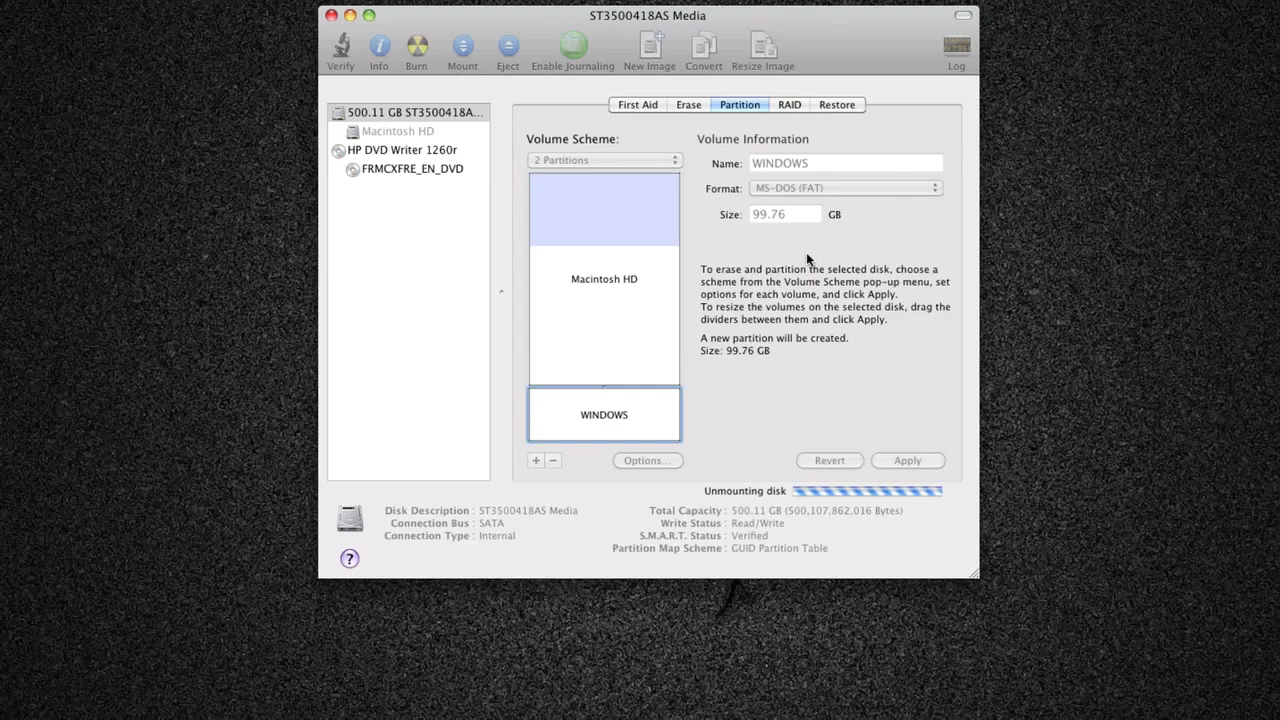 ST3500418AS Media
Verify Info Burn Mount Eject Enable Journaling New Image Convert Resize Image Log
500.11 GB ST3500418A...
Macintosh HD
HP DVD Writer 1260r
FRMCXFRE_EN_DVD
First Aid Erase Partition RAID Restore
Volume Scheme:
2 Partitions
Macintosh HD
WINDOWS
+ − Options...
Volume Information
Name: WINDOWS
Format: MS-DOS (FAT)
Size: 99.76 GB
To erase and partition the selected disk, choose a
scheme from the Volume Scheme pop-up menu, set
options for each volume, and click Apply.
To resize the volumes on the selected disk, drag the
dividers between them and click Apply.
A new partition will be created.
Size: 99.76 GB
Revert Apply
Unmounting disk
Disk Description : ST3500418AS Media
Connection Bus : SATA
Connection Type : Internal
Total Capacity : 500.11 GB (500,107,862,016 Bytes)
Write Status : Read/Write
S.M.A.R.T. Status : Verified
Partition Map Scheme : GUID Partition Table
?